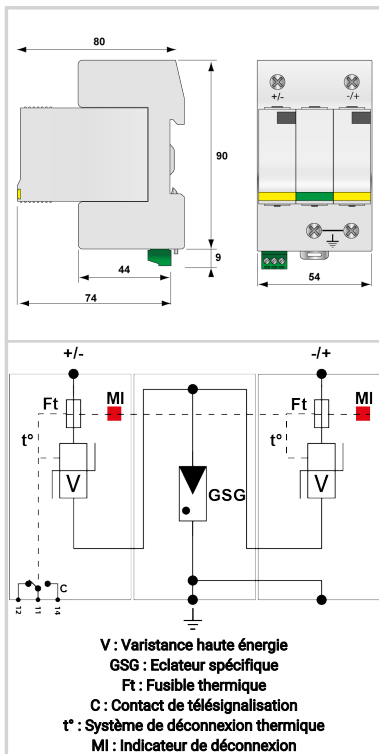 80
+/-
-/+
90
44
9
74
54
+/-
-/+
Ft
MI
Ft
MI
t°
t°
V
GSG
V
C
12
11
14
V : Varistance haute énergie
GSG : Eclateur spécifique
Ft : Fusible thermique
C : Contact de télésignalisation
t° : Système de déconnexion thermique
MI : Indicateur de déconnexion